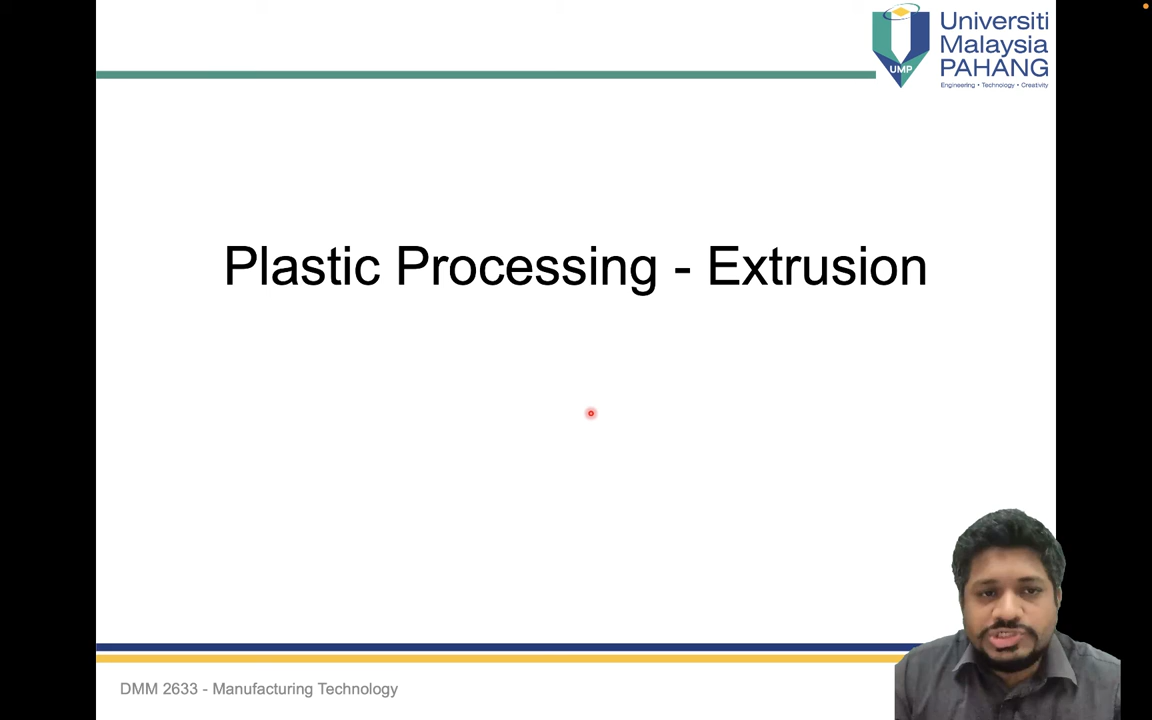 Universiti
Malaysia
PAHANG
Engineering • Technology • Creativity
UMP
Plastic Processing - Extrusion
DMM 2633 - Manufacturing Technology